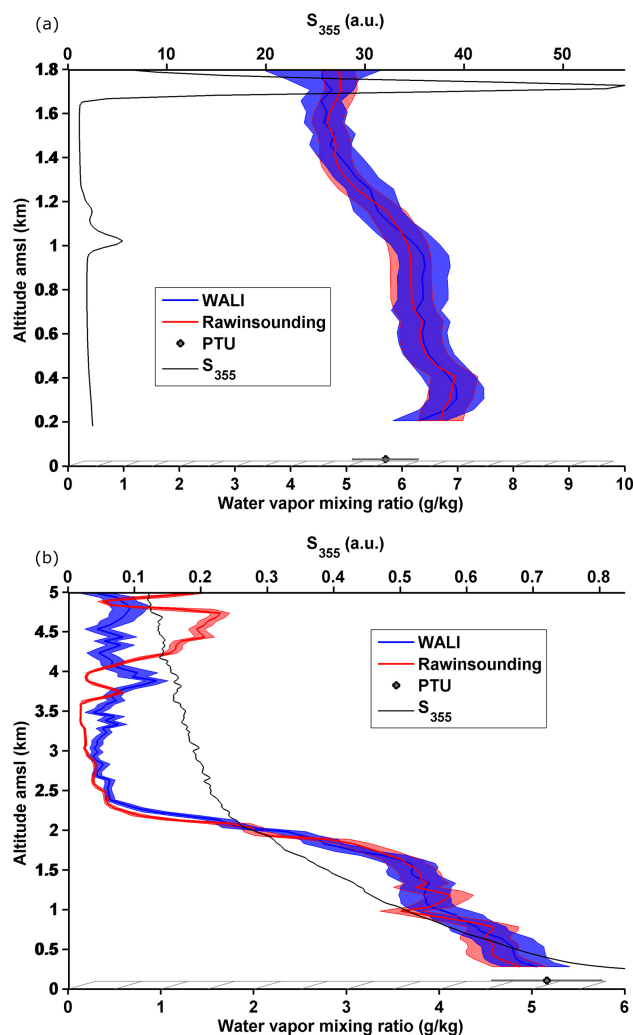 (a)
S355 (a.u.)
0 10 20 30 40 50
1.8
1.6
1.4
1.2
1
0.8
0.6
0.4
0.2
0
Altitude amsl (km)
WALI
Rawinsounding
PTU
S355
0 1 2 3 4 5 6 7 8 9 10
Water vapor mixing ratio (g/kg)
(b)
S355 (a.u.)
0 0.1 0.2 0.3 0.4 0.5 0.6 0.7 0.8
5
4.5
4
3.5
3
2.5
2
1.5
1
0.5
0
Altitude amsl (km)
WALI
Rawinsounding
PTU
S355
0 1 2 3 4 5 6
Water vapor mixing ratio (g/kg)